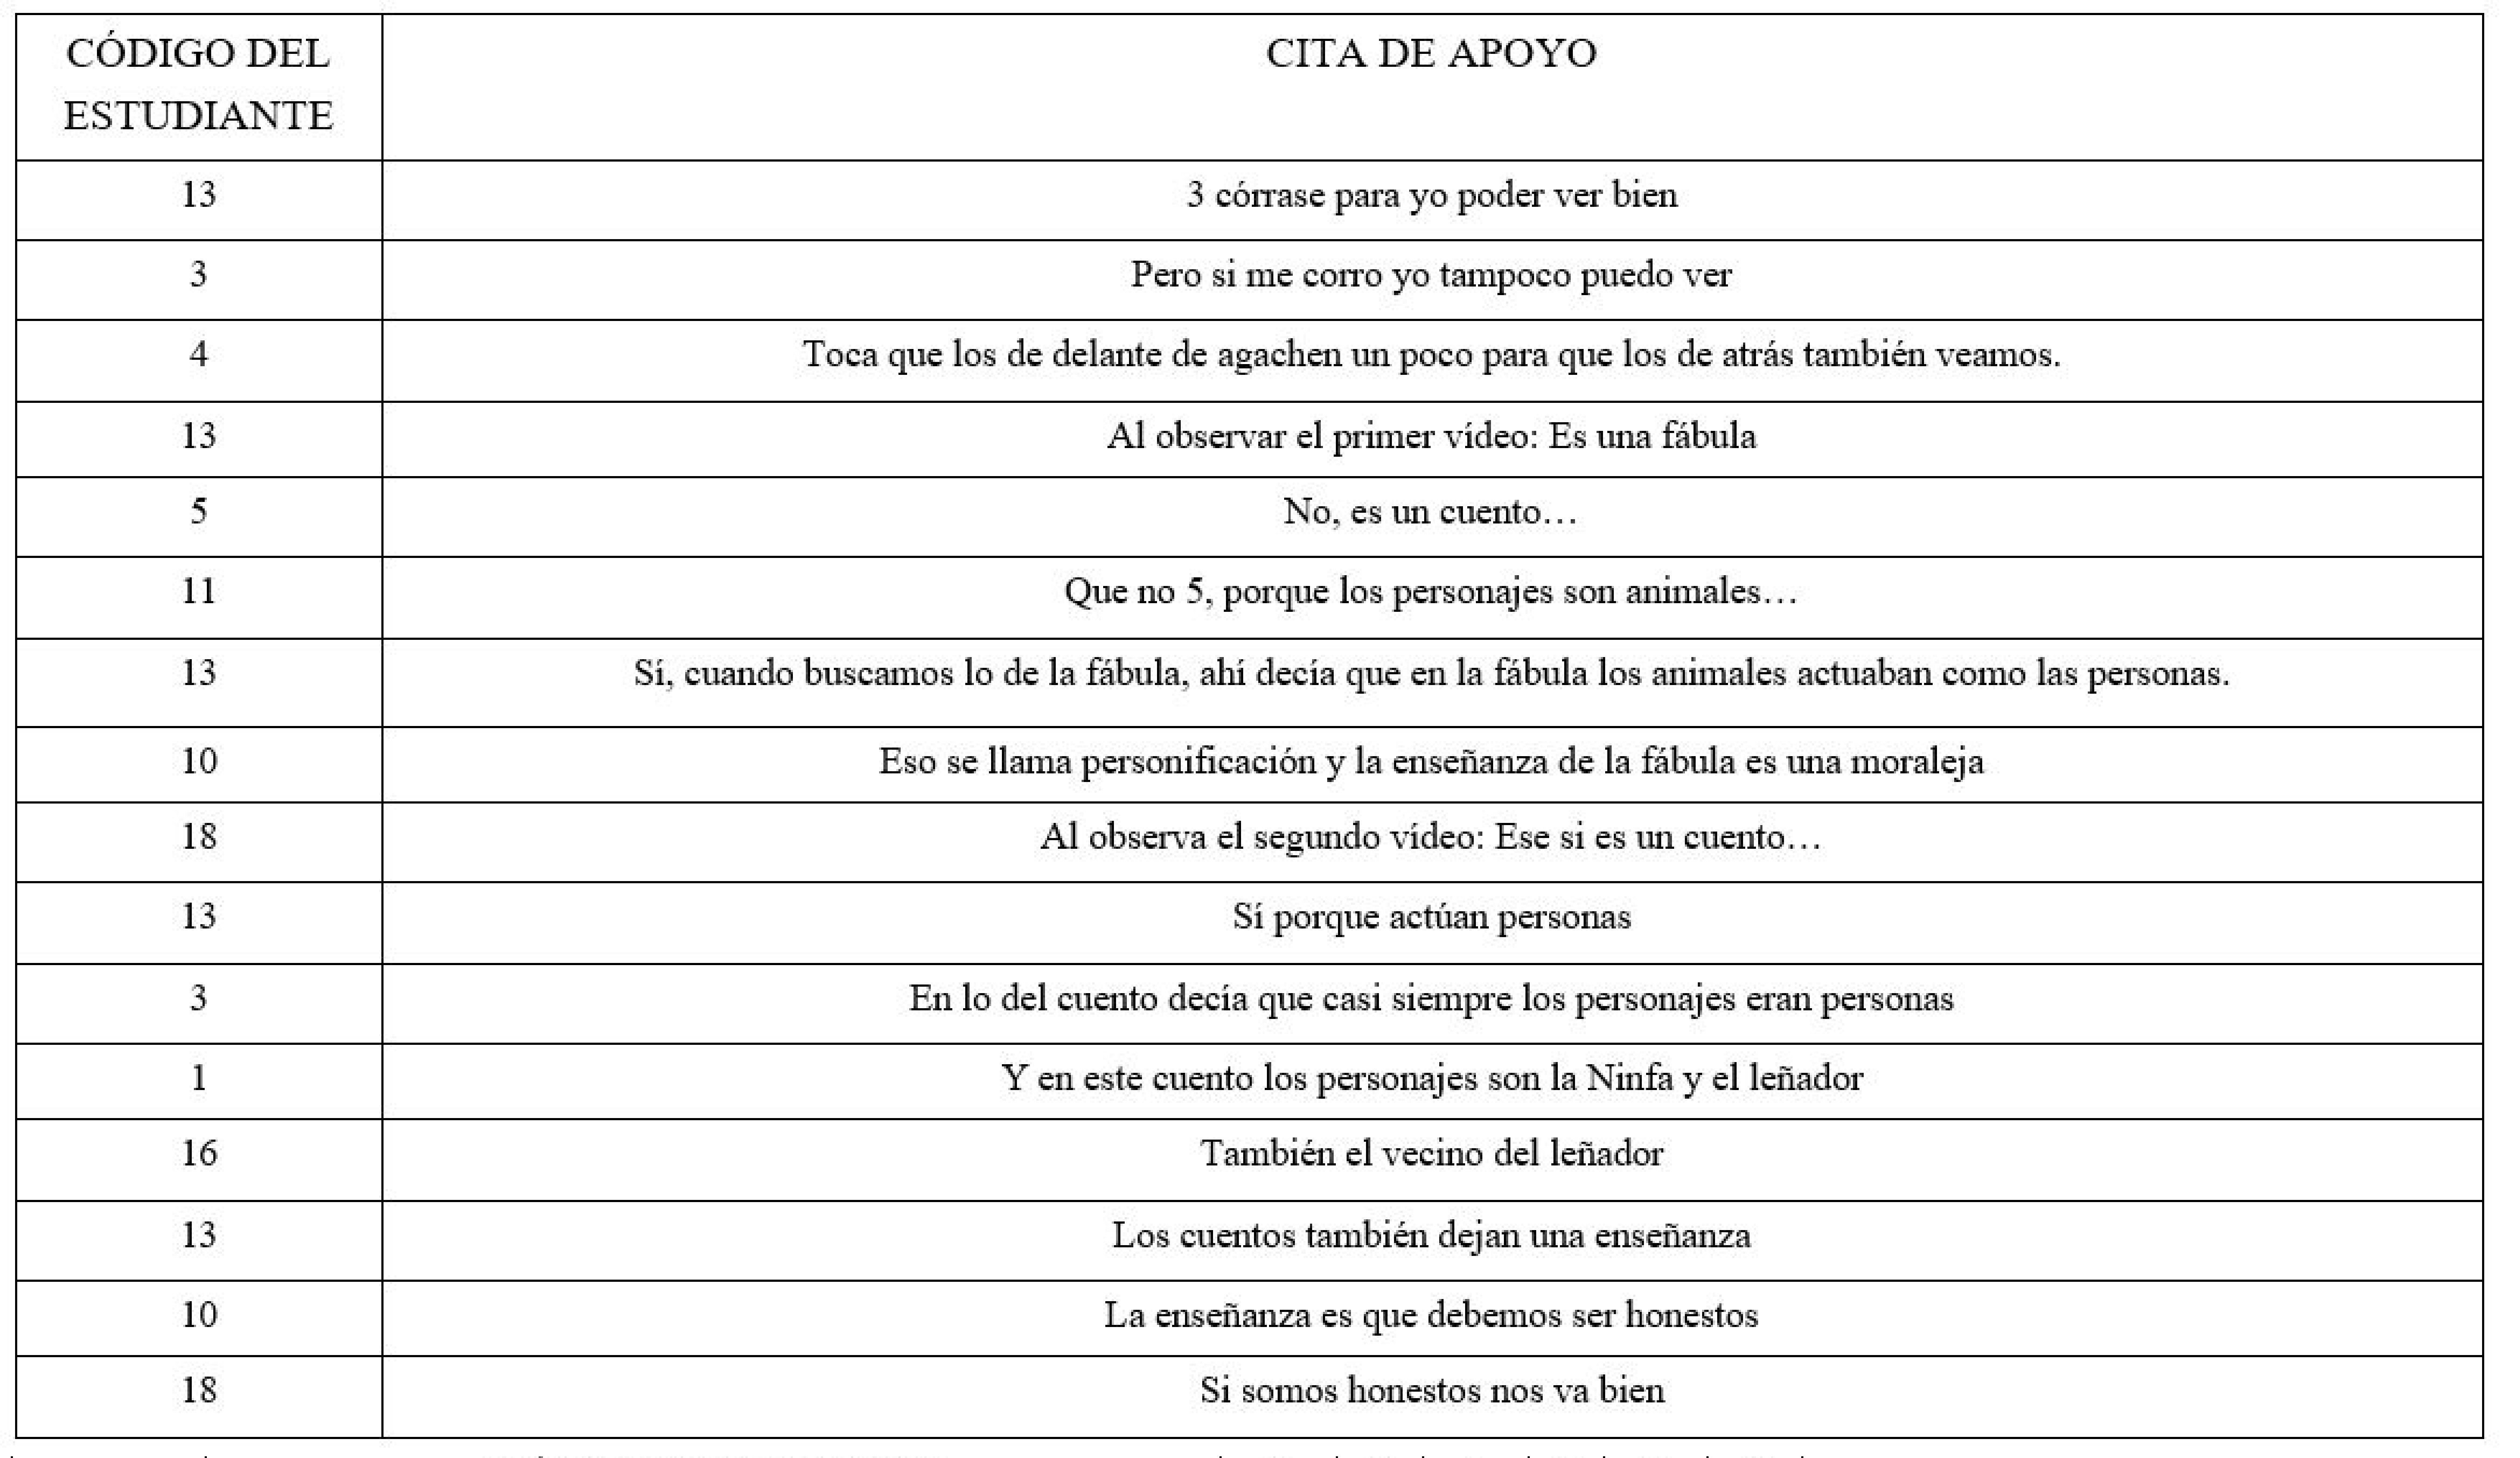 CÓDIGO DEL
ESTUDIANTE
CITA DE APOYO
13
3 córrase para yo poder ver bien
3
Pero si me corro yo tampoco puedo ver
4
Toca que los de delante de agachen un poco para que los de atrás también veamos.
13
Al observar el primer vídeo: Es una fábula
5
No, es un cuento…
11
Que no 5, porque los personajes son animales…
13
Sí, cuando buscamos lo de la fábula, ahí decía que en la fábula los animales actuaban como las personas.
10
Eso se llama personificación y la enseñanza de la fábula es una moraleja
18
Al observa el segundo vídeo: Ese si es un cuento…
13
Sí porque actúan personas
3
En lo del cuento decía que casi siempre los personajes eran personas
1
Y en este cuento los personajes son la Ninfa y el leñador
16
También el vecino del leñador
13
Los cuentos también dejan una enseñanza
10
La enseñanza es que debemos ser honestos
18
Si somos honestos nos va bien